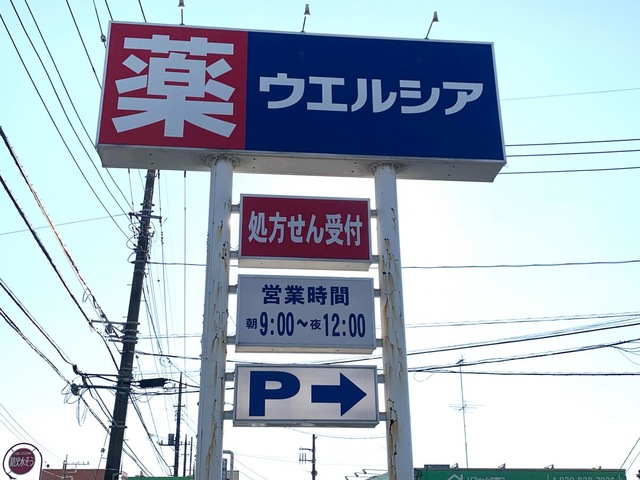 薬 ウエルシア
処方せん受付
営業時間
朝9:00～夜12:00
P→